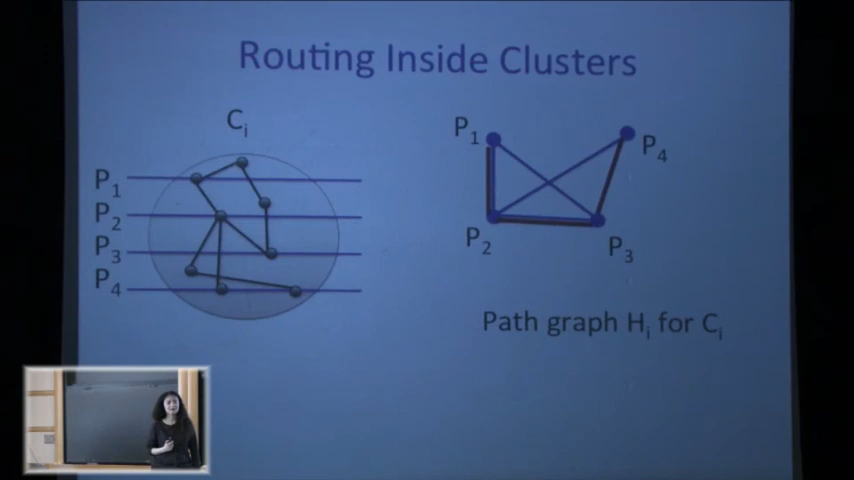 Routing Inside Clusters
C_i
P_1
P_2
P_3
P_4
P_1
P_4
P_2
P_3
Path graph H_i for C_i